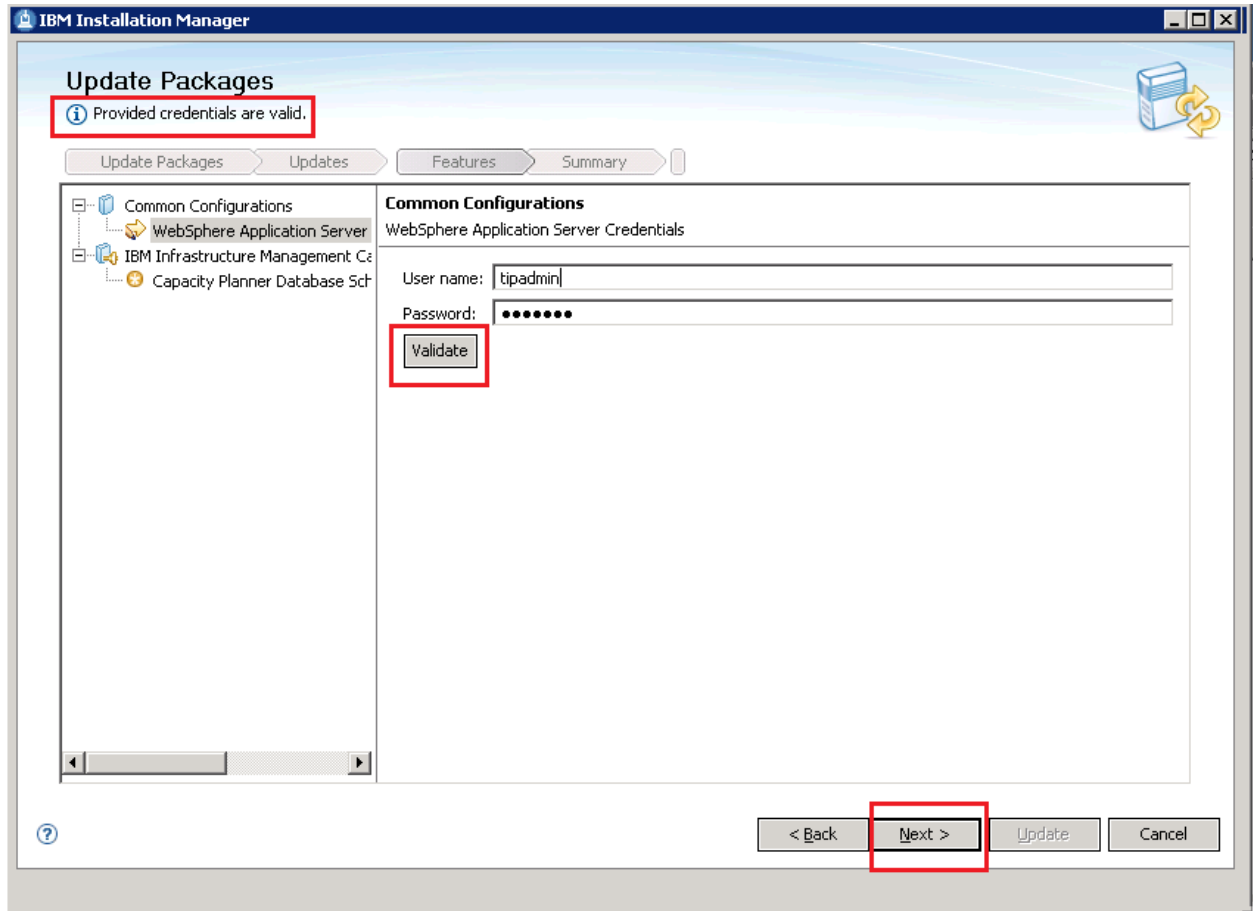 IBM Installation Manager
Update Packages
Provided credentials are valid.
Update Packages Updates Features Summary
Common Configurations
WebSphere Application Server
IBM Infrastructure Management Ca
Capacity Planner Database Sch
Common Configurations
WebSphere Application Server Credentials
User name: tipadmin
Password: ●●●●●●●
Validate
< Back Next > Update Cancel